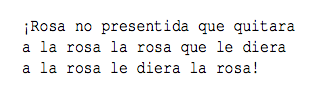 ¡Rosa no presentida que quitara
a la rosa la rosa que le diera
a la rosa le diera la rosa!